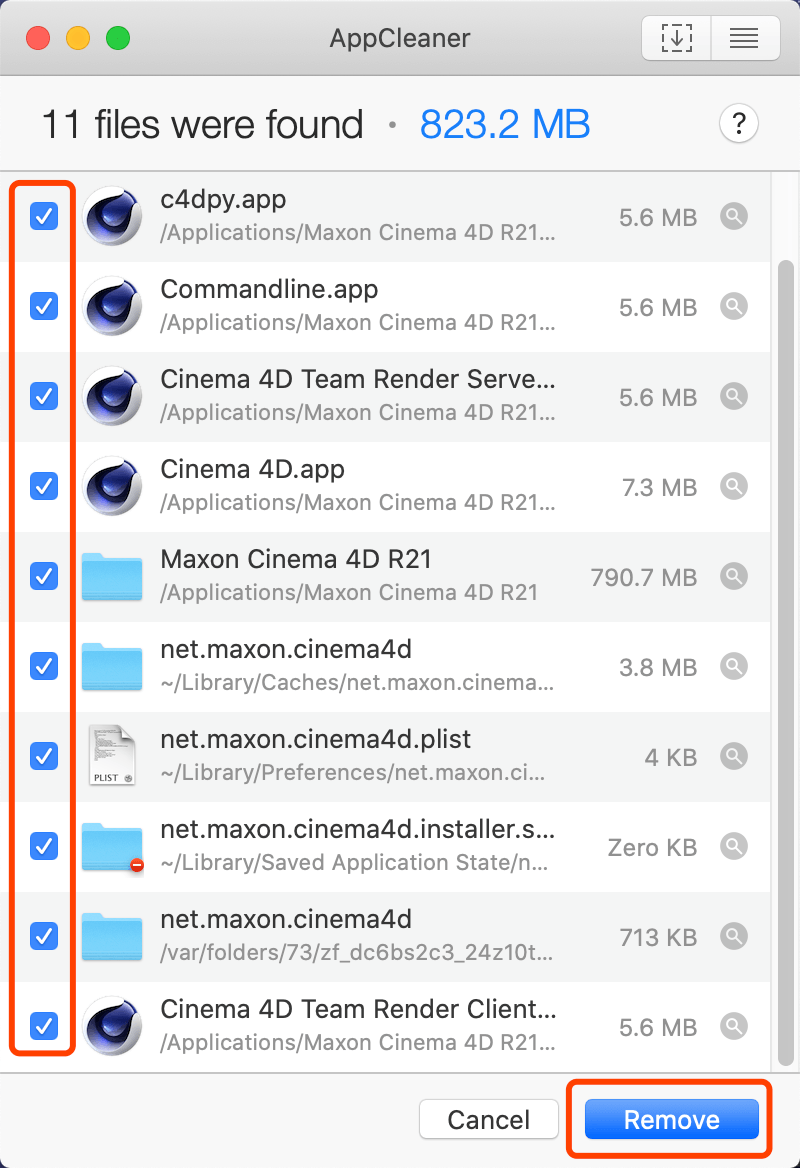 AppCleaner
11 files were found · 823.2 MB
?
c4dpy.app
/Applications/Maxon Cinema 4D R21...
5.6 MB
Commandline.app
/Applications/Maxon Cinema 4D R21...
5.6 MB
Cinema 4D Team Render Serve...
/Applications/Maxon Cinema 4D R21...
5.6 MB
Cinema 4D.app
/Applications/Maxon Cinema 4D R21...
7.3 MB
Maxon Cinema 4D R21
/Applications/Maxon Cinema 4D R21
790.7 MB
net.maxon.cinema4d
~/Library/Caches/net.maxon.cinema...
3.8 MB
PLIST
net.maxon.cinema4d.plist
~/Library/Preferences/net.maxon.ci...
4 KB
net.maxon.cinema4d.installer.s...
~/Library/Saved Application State/n...
Zero KB
net.maxon.cinema4d
/var/folders/73/zf_dc6bs2c3_24z10t...
713 KB
Cinema 4D Team Render Client...
/Applications/Maxon Cinema 4D R21...
5.6 MB
Cancel
Remove